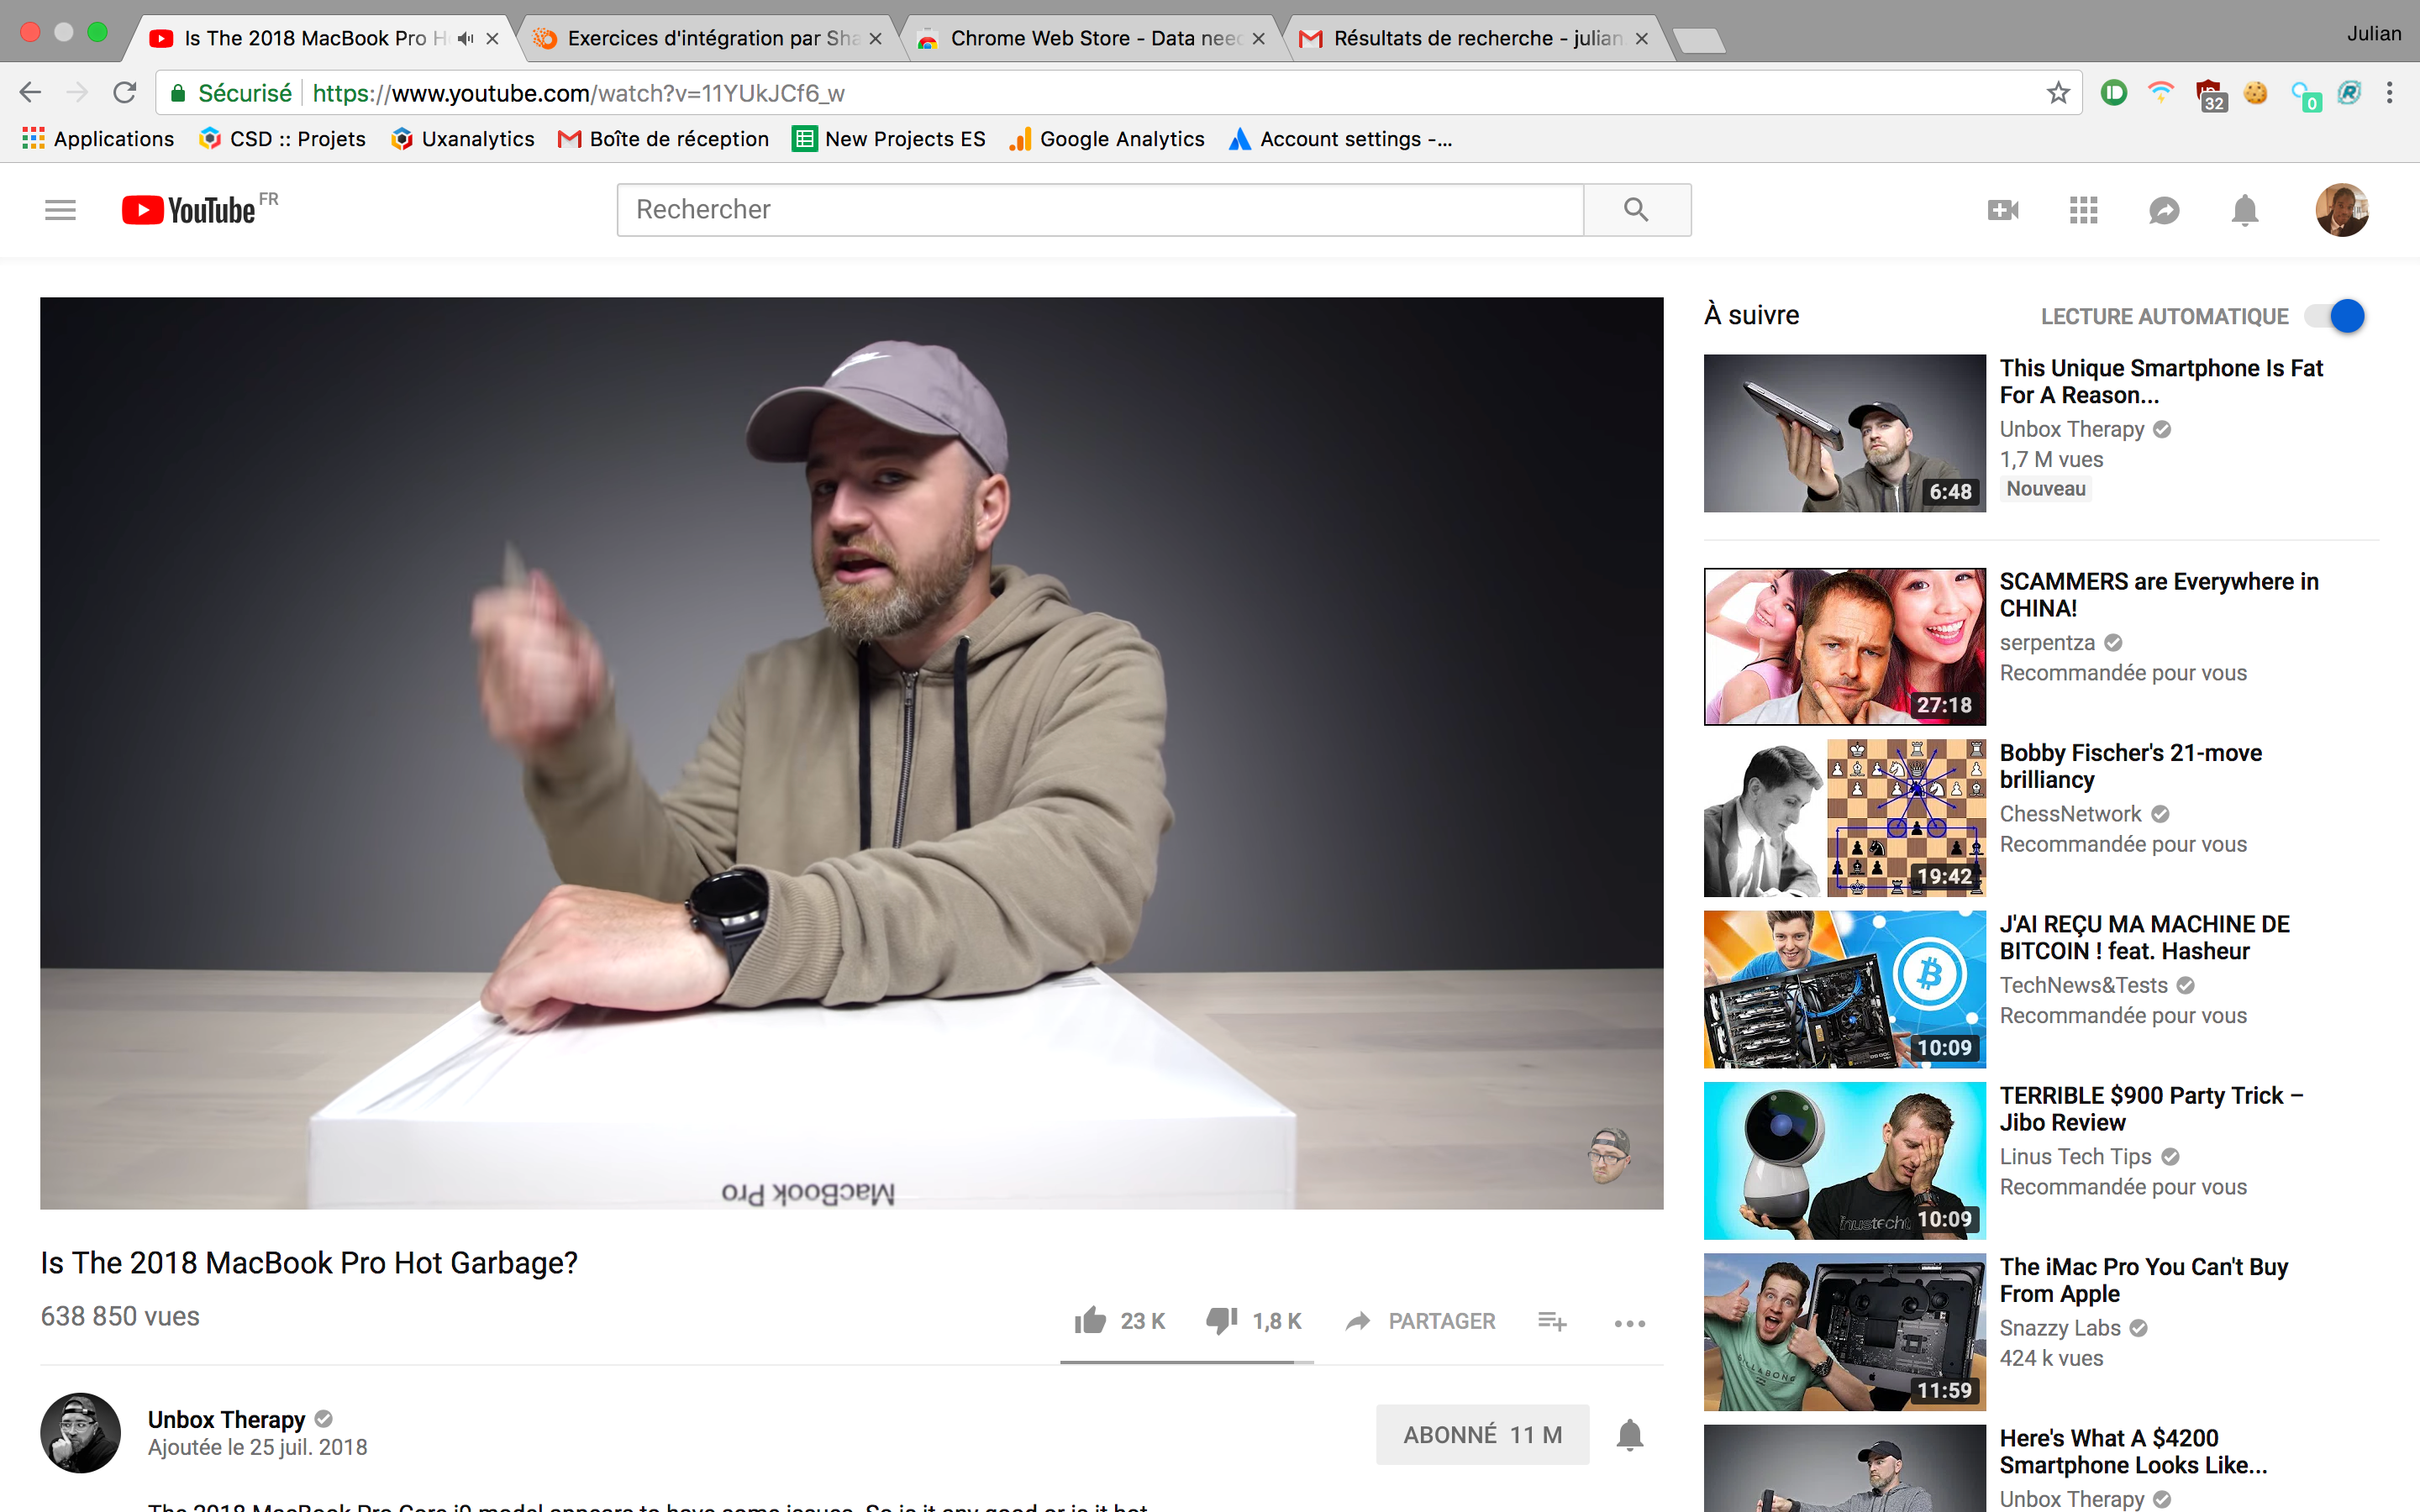 Is The 2018 MacBook Pro H
Exercices d'intégration par Sha
Chrome Web Store - Data need
Résultats de recherche - julian
Julian
Sécurisé
https://www.youtube.com/watch?v=11YUkJCf6_w
32
0
Applications
CSD :: Projets
Uxanalytics
Boîte de réception
New Projects ES
Google Analytics
Account settings -...
YouTube FR
Rechercher
MacBook Pro
Is The 2018 MacBook Pro Hot Garbage?
638 850 vues
23 K
1,8 K
PARTAGER
Unbox Therapy
Ajoutée le 25 juil. 2018
ABONNÉ 11 M
The 2018 MacBook Pro Core i9 model appears to have some issues. So is it any good or is it hot
À suivre
LECTURE AUTOMATIQUE
6:48
This Unique Smartphone Is Fat
For A Reason...
Unbox Therapy
1,7 M vues
Nouveau
27:18
SCAMMERS are Everywhere in
CHINA!
serpentza
Recommandée pour vous
19:42
Bobby Fischer's 21-move
brilliancy
ChessNetwork
Recommandée pour vous
10:09
J'AI REÇU MA MACHINE DE
BITCOIN ! feat. Hasheur
TechNews&Tests
Recommandée pour vous
10:09
TERRIBLE $900 Party Trick –
Jibo Review
Linus Tech Tips
Recommandée pour vous
11:59
The iMac Pro You Can't Buy
From Apple
Snazzy Labs
424 k vues
Here's What A $4200
Smartphone Looks Like...
Unbox Therapy